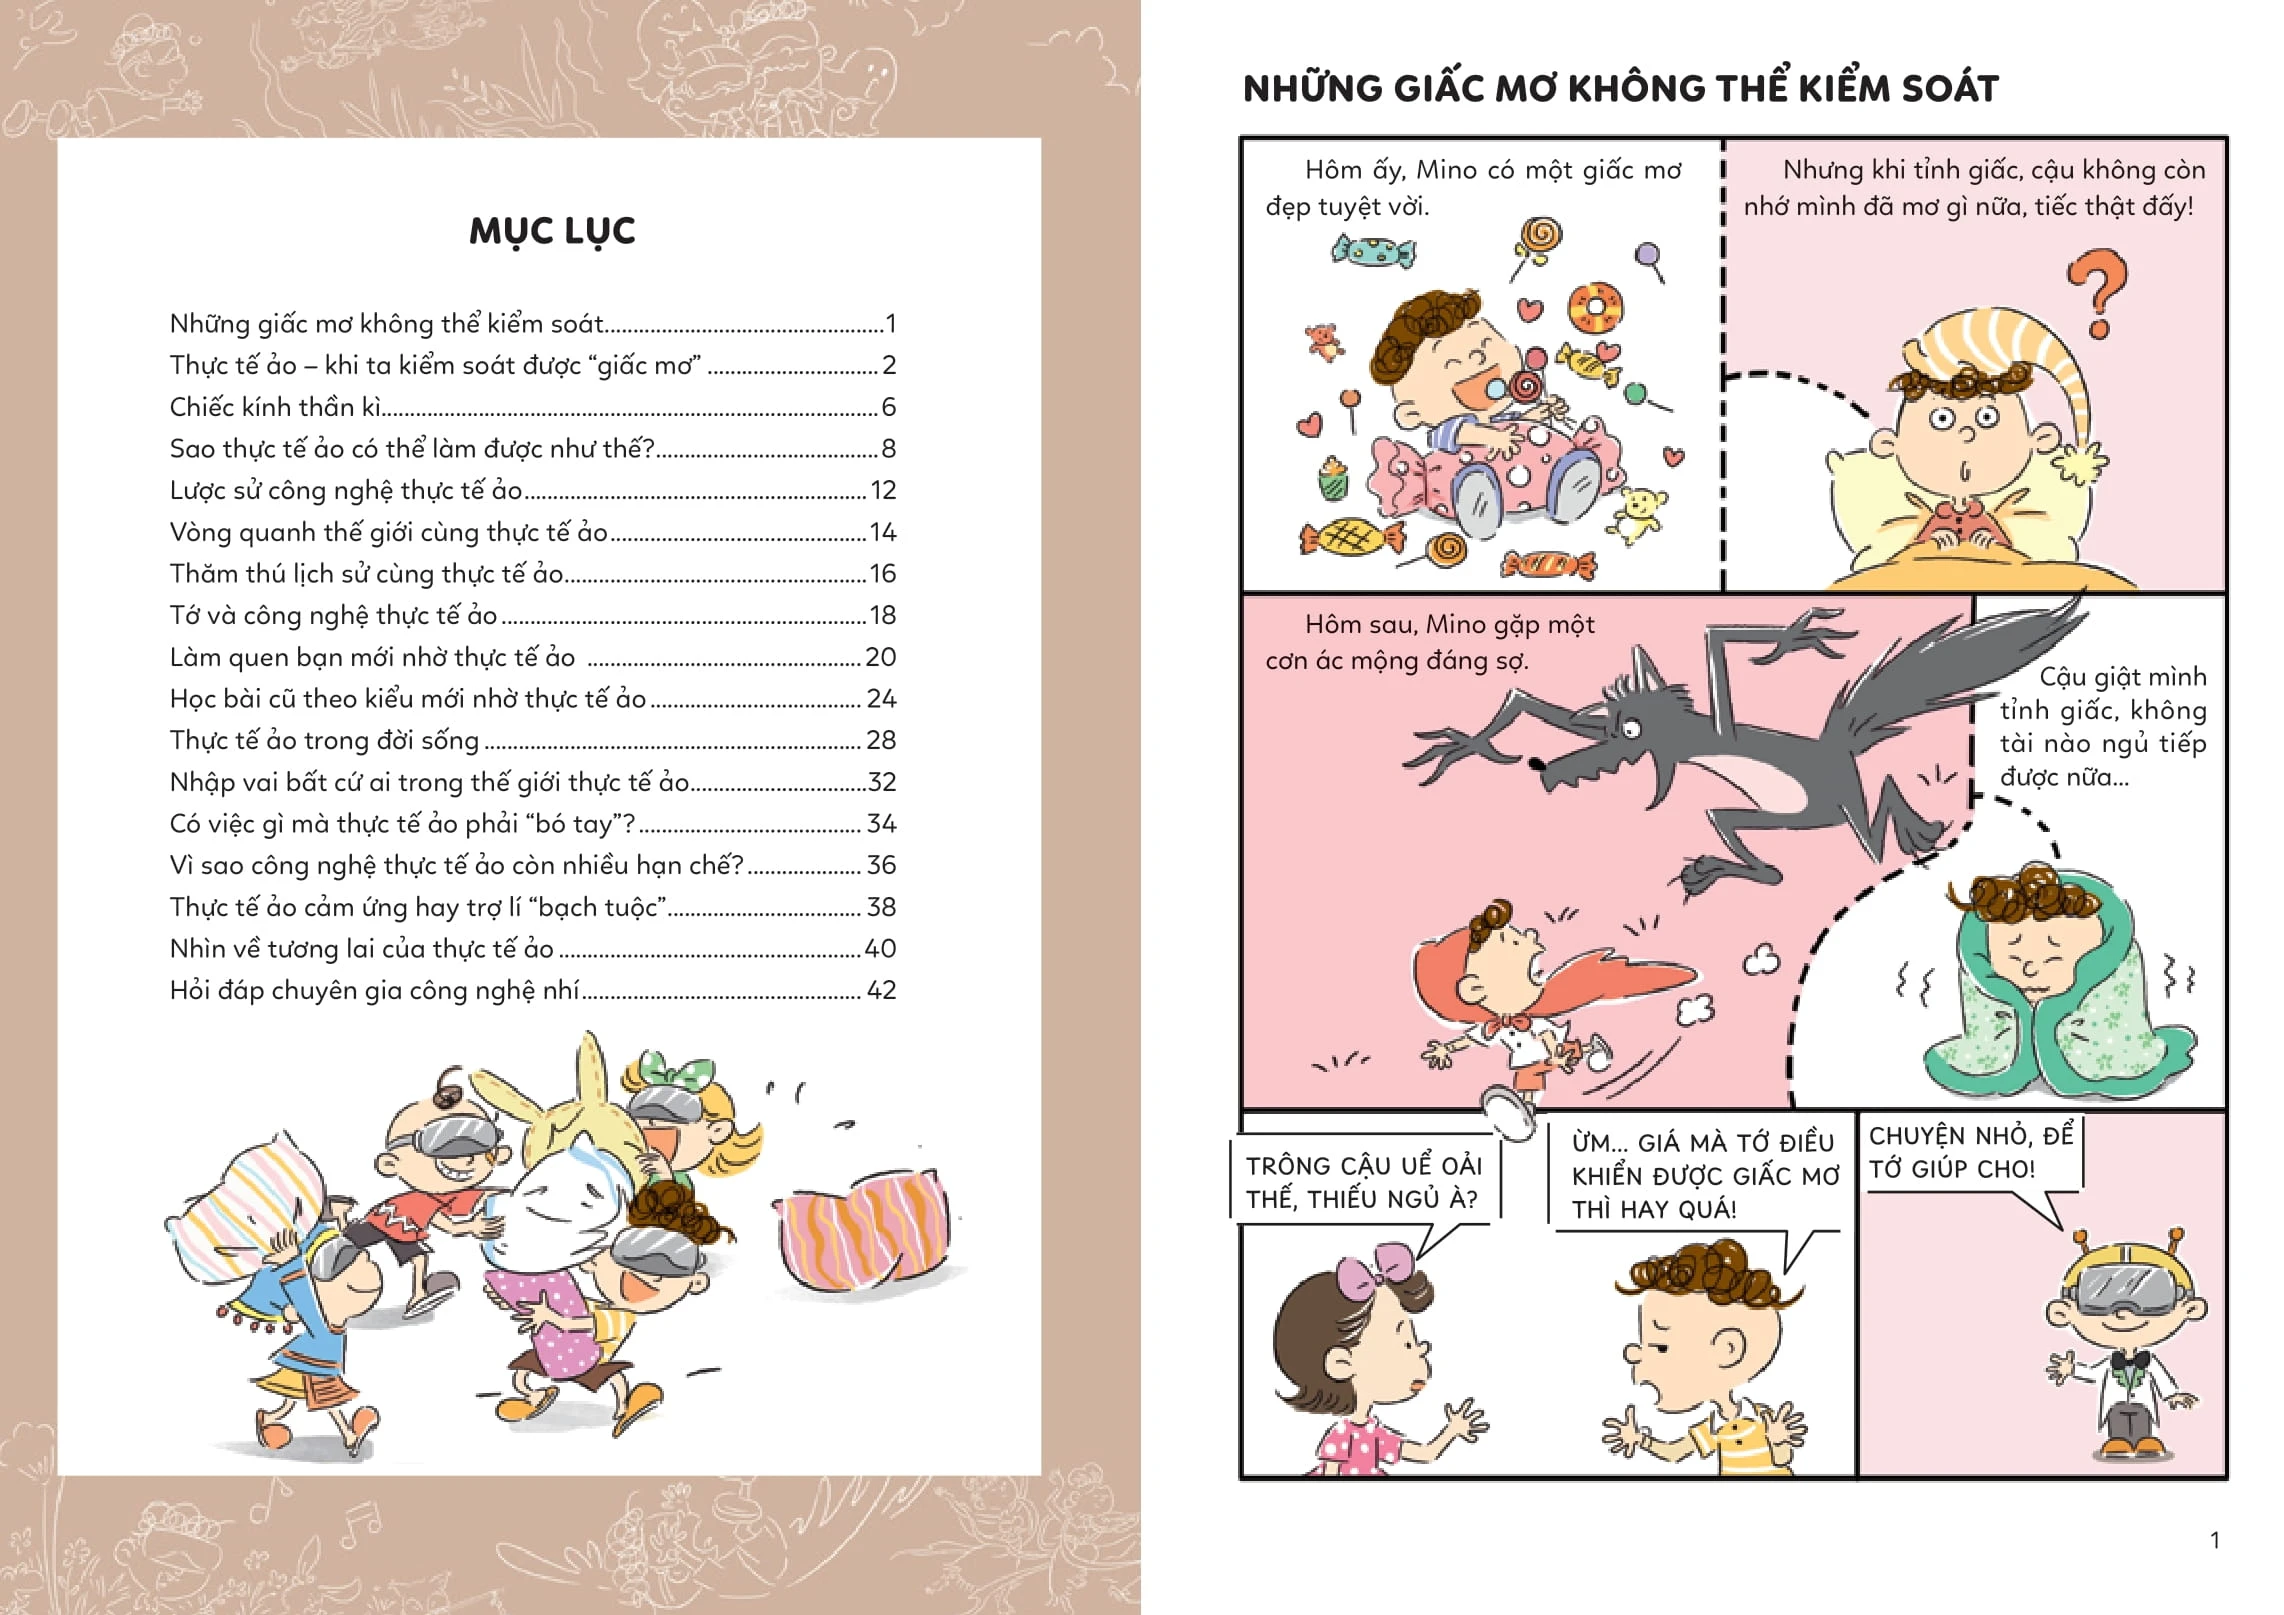 MỤC LỤC
Những giấc mơ không thể kiểm soát.................................................1
Thực tế ảo – khi ta kiểm soát được “giấc mơ” ..............................2
Chiếc kính thần kì.......................................................................................6
Sao thực tế ảo có thể làm được như thế?.......................................8
Lược sử công nghệ thực tế ảo............................................................12
Vòng quanh thế giới cùng thực tế ảo.............................................14
Thăm thú lịch sử cùng thực tế ảo.....................................................16
Tớ và công nghệ thực tế ảo ................................................................18
Làm quen bạn mới nhờ thực tế ảo ................................................20
Học bài cũ theo kiểu mới nhờ thực tế ảo .....................................24
Thực tế ảo trong đời sống ..................................................................28
Nhập vai bất cứ ai trong thế giới thực tế ảo...............................32
Có việc gì mà thực tế ảo phải “bó tay”? .......................................34
Vì sao công nghệ thực tế ảo còn nhiều hạn chế?....................36
Thực tế ảo cảm ứng hay trợ lí “bạch tuộc”..................................38
Nhìn về tương lai của thực tế ảo .....................................................40
Hỏi đáp chuyên gia công nghệ nhí.................................................42
NHỮNG GIẤC MƠ KHÔNG THỂ KIỂM SOÁT
Hôm ấy, Mino có một giấc mơ
đẹp tuyệt vời.
Nhưng khi tỉnh giấc, cậu không còn
nhớ mình đã mơ gì nữa, tiếc thật đấy!
Hôm sau, Mino gặp một
cơn ác mộng đáng sợ.
Cậu giật mình
tỉnh giấc, không
tài nào ngủ tiếp
được nữa...
TRÔNG CẬU UỂ OẢI
THẾ, THIẾU NGỦ À?
ỪM... GIÁ MÀ TỚ ĐIỀU
KHIỂN ĐƯỢC GIẤC MƠ
THÌ HAY QUÁ!
CHUYỆN NHỎ, ĐỂ
TỚ GIÚP CHO!
1